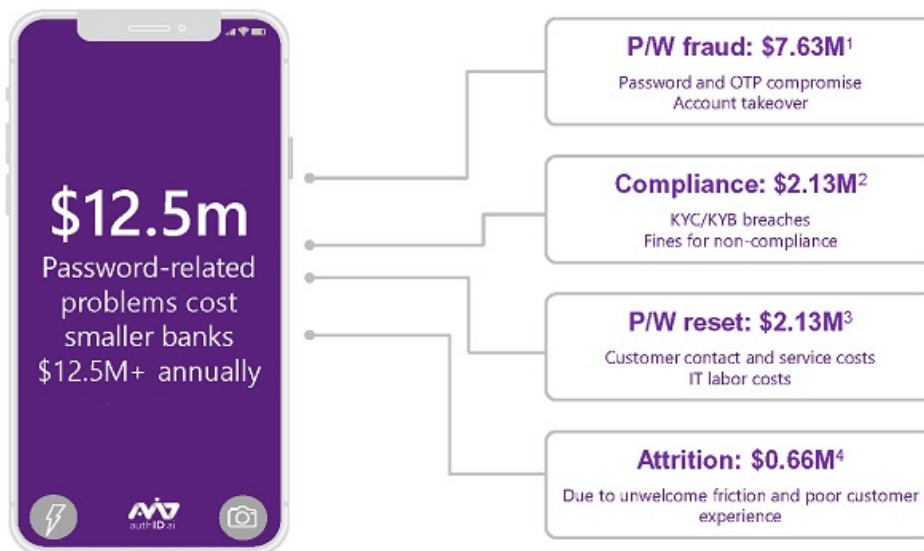 $12.5m
Password-related
problems cost
smaller banks
$12.5M+ annually
authID.ai
P/W fraud: $7.63M¹
Password and OTP compromise
Account takeover
Compliance: $2.13M²
KYC/KYB breaches
Fines for non-compliance
P/W reset: $2.13M³
Customer contact and service costs
IT labor costs
Attrition: $0.66M⁴
Due to unwelcome friction and poor customer
experience